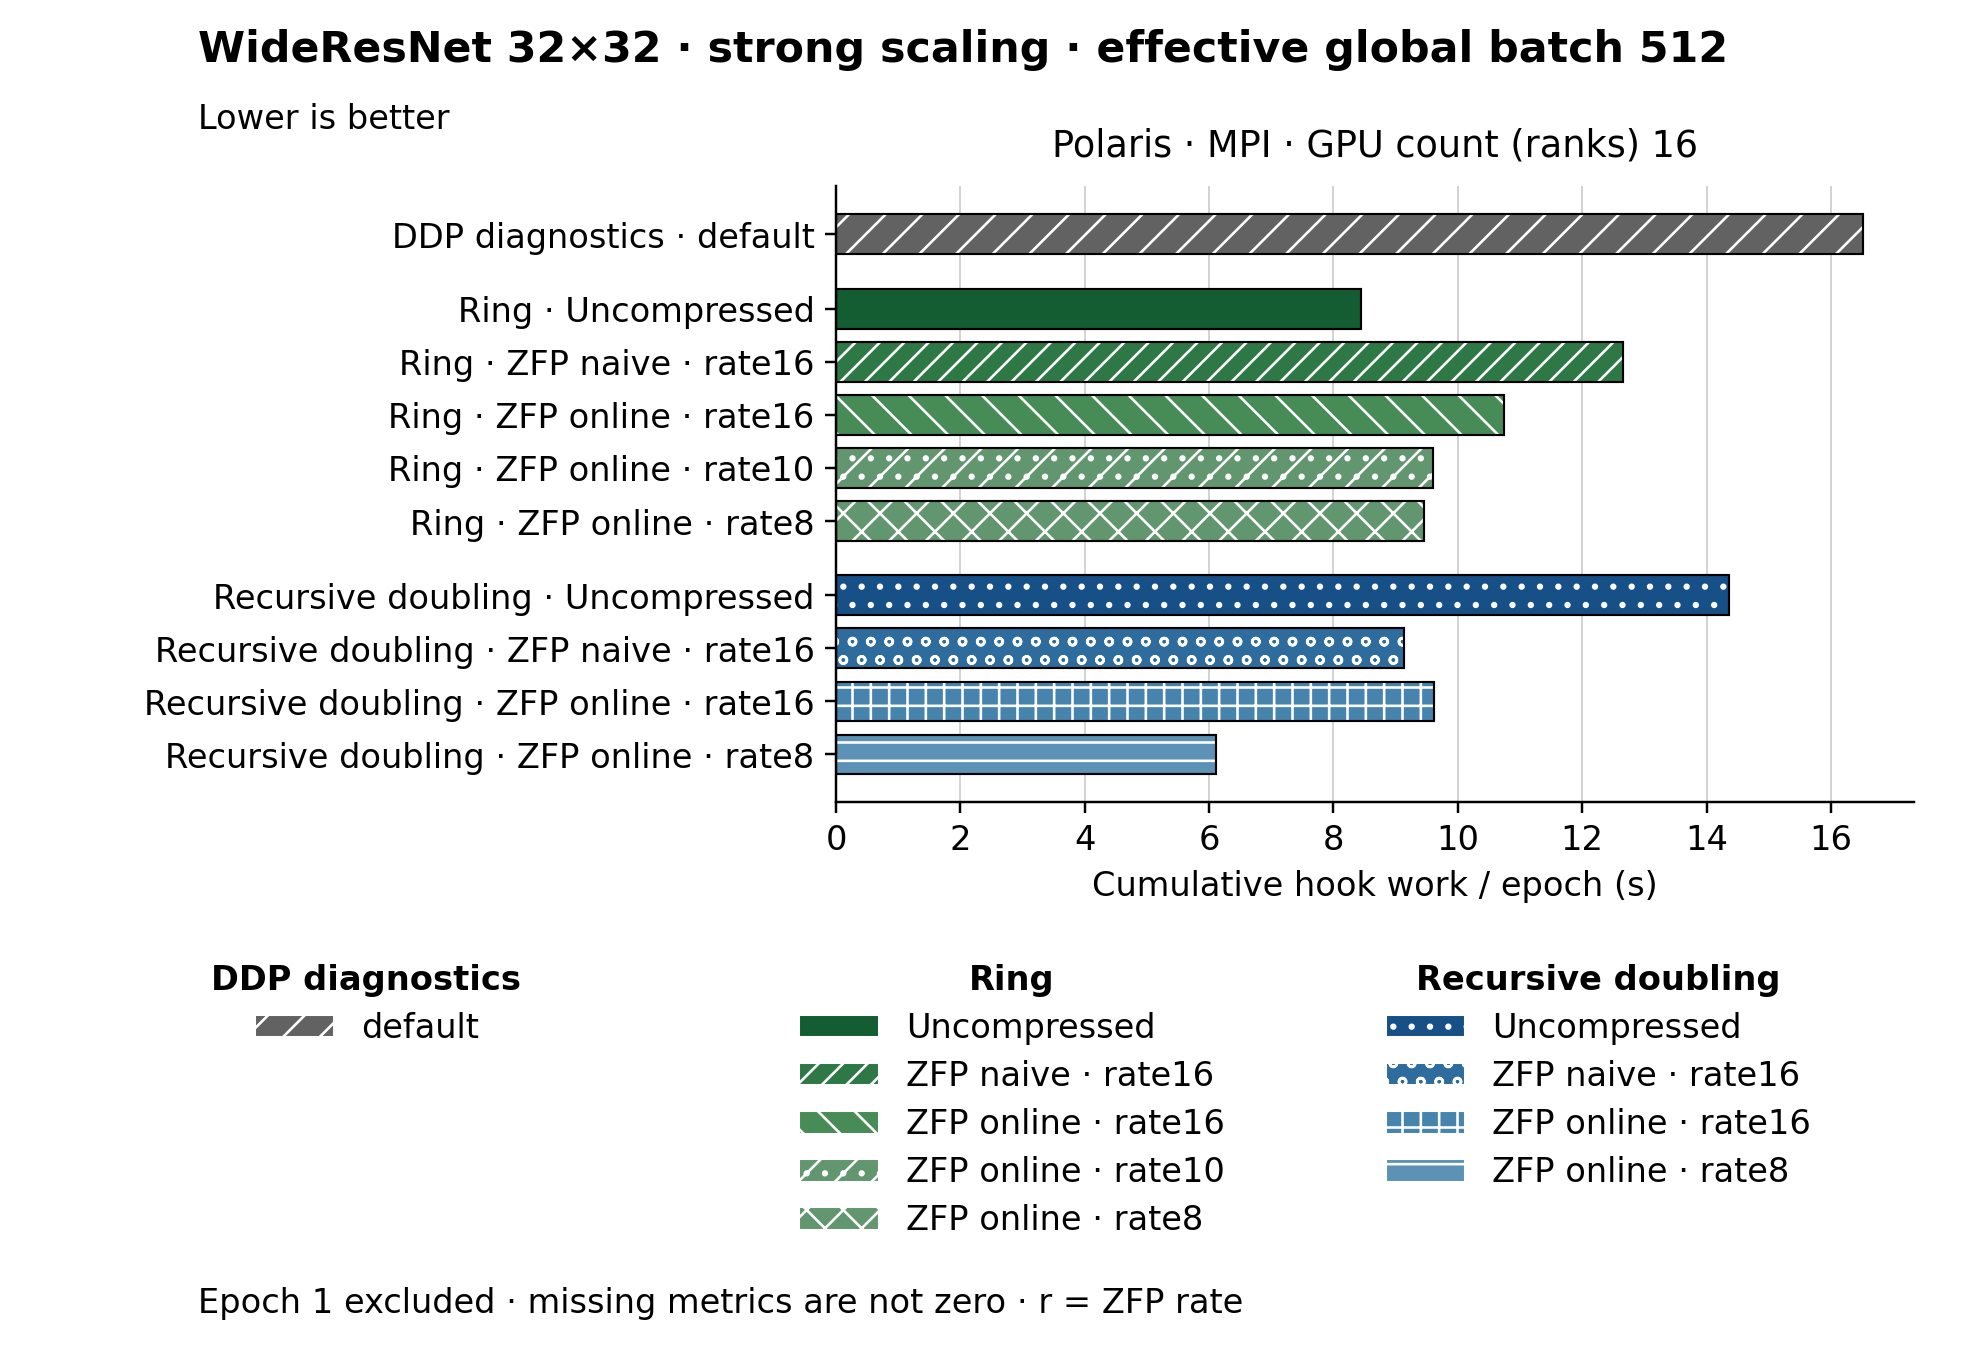 WideResNet 32×32 · strong scaling · effective global batch 512
Lower is better
Polaris · MPI · GPU count (ranks) 16
DDP diagnostics · default
Ring · Uncompressed
Ring · ZFP naive · rate16
Ring · ZFP online · rate16
Ring · ZFP online · rate10
Ring · ZFP online · rate8
Recursive doubling · Uncompressed
Recursive doubling · ZFP naive · rate16
Recursive doubling · ZFP online · rate16
Recursive doubling · ZFP online · rate8
0 2 4 6 8 10 12 14 16
Cumulative hook work / epoch (s)
DDP diagnostics
default
Ring
Uncompressed
ZFP naive · rate16
ZFP online · rate16
ZFP online · rate10
ZFP online · rate8
Recursive doubling
Uncompressed
ZFP naive · rate16
ZFP online · rate16
ZFP online · rate8
Epoch 1 excluded · missing metrics are not zero · r = ZFP rate